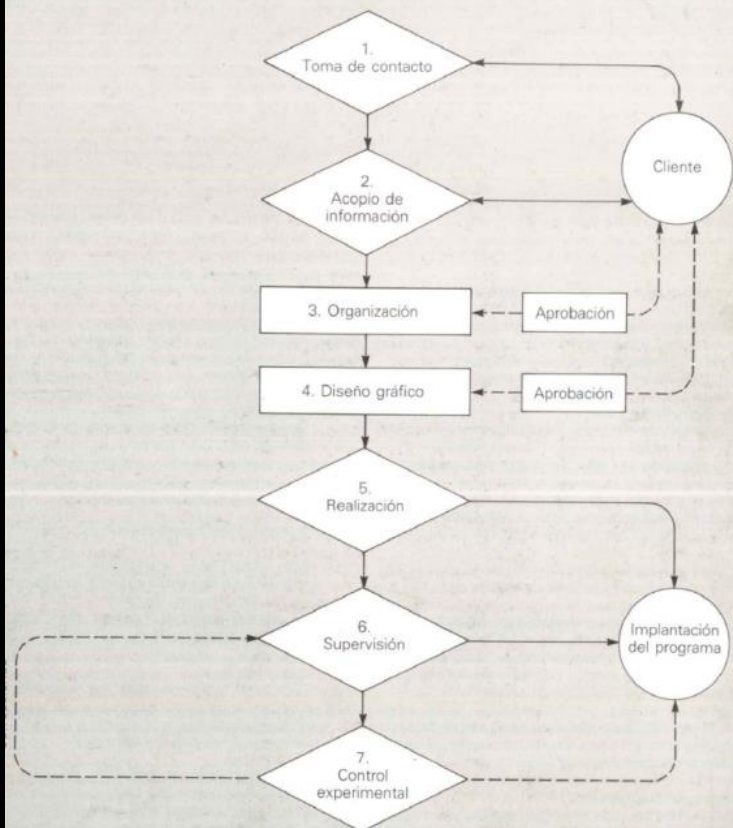 1.
Toma de contacto
Cliente
2.
Acopio de
información
3. Organización
Aprobación
4. Diseño gráfico
Aprobación
5.
Realización
6.
Supervisión
Implantación
del programa
7.
Control
experimental